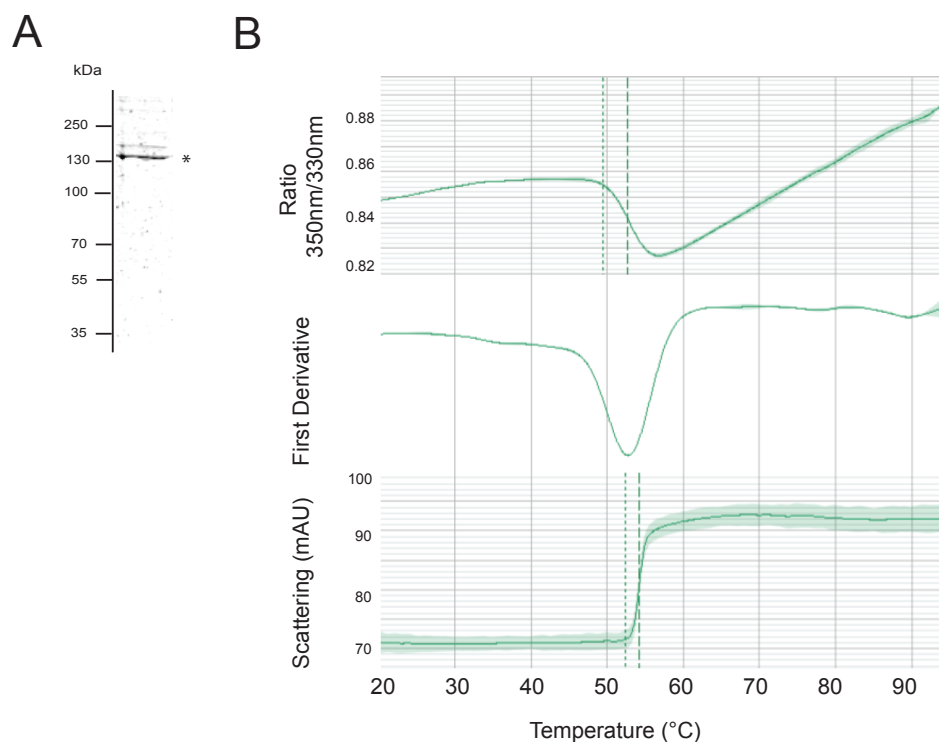 A
kDa
250
130
*
100
70
55
35
B
Ratio
350nm/330nm
0.88
0.86
0.84
0.82
First Derivative
Scattering (mAU)
100
90
80
70
20 30 40 50 60 70 80 90
Temperature (°C)